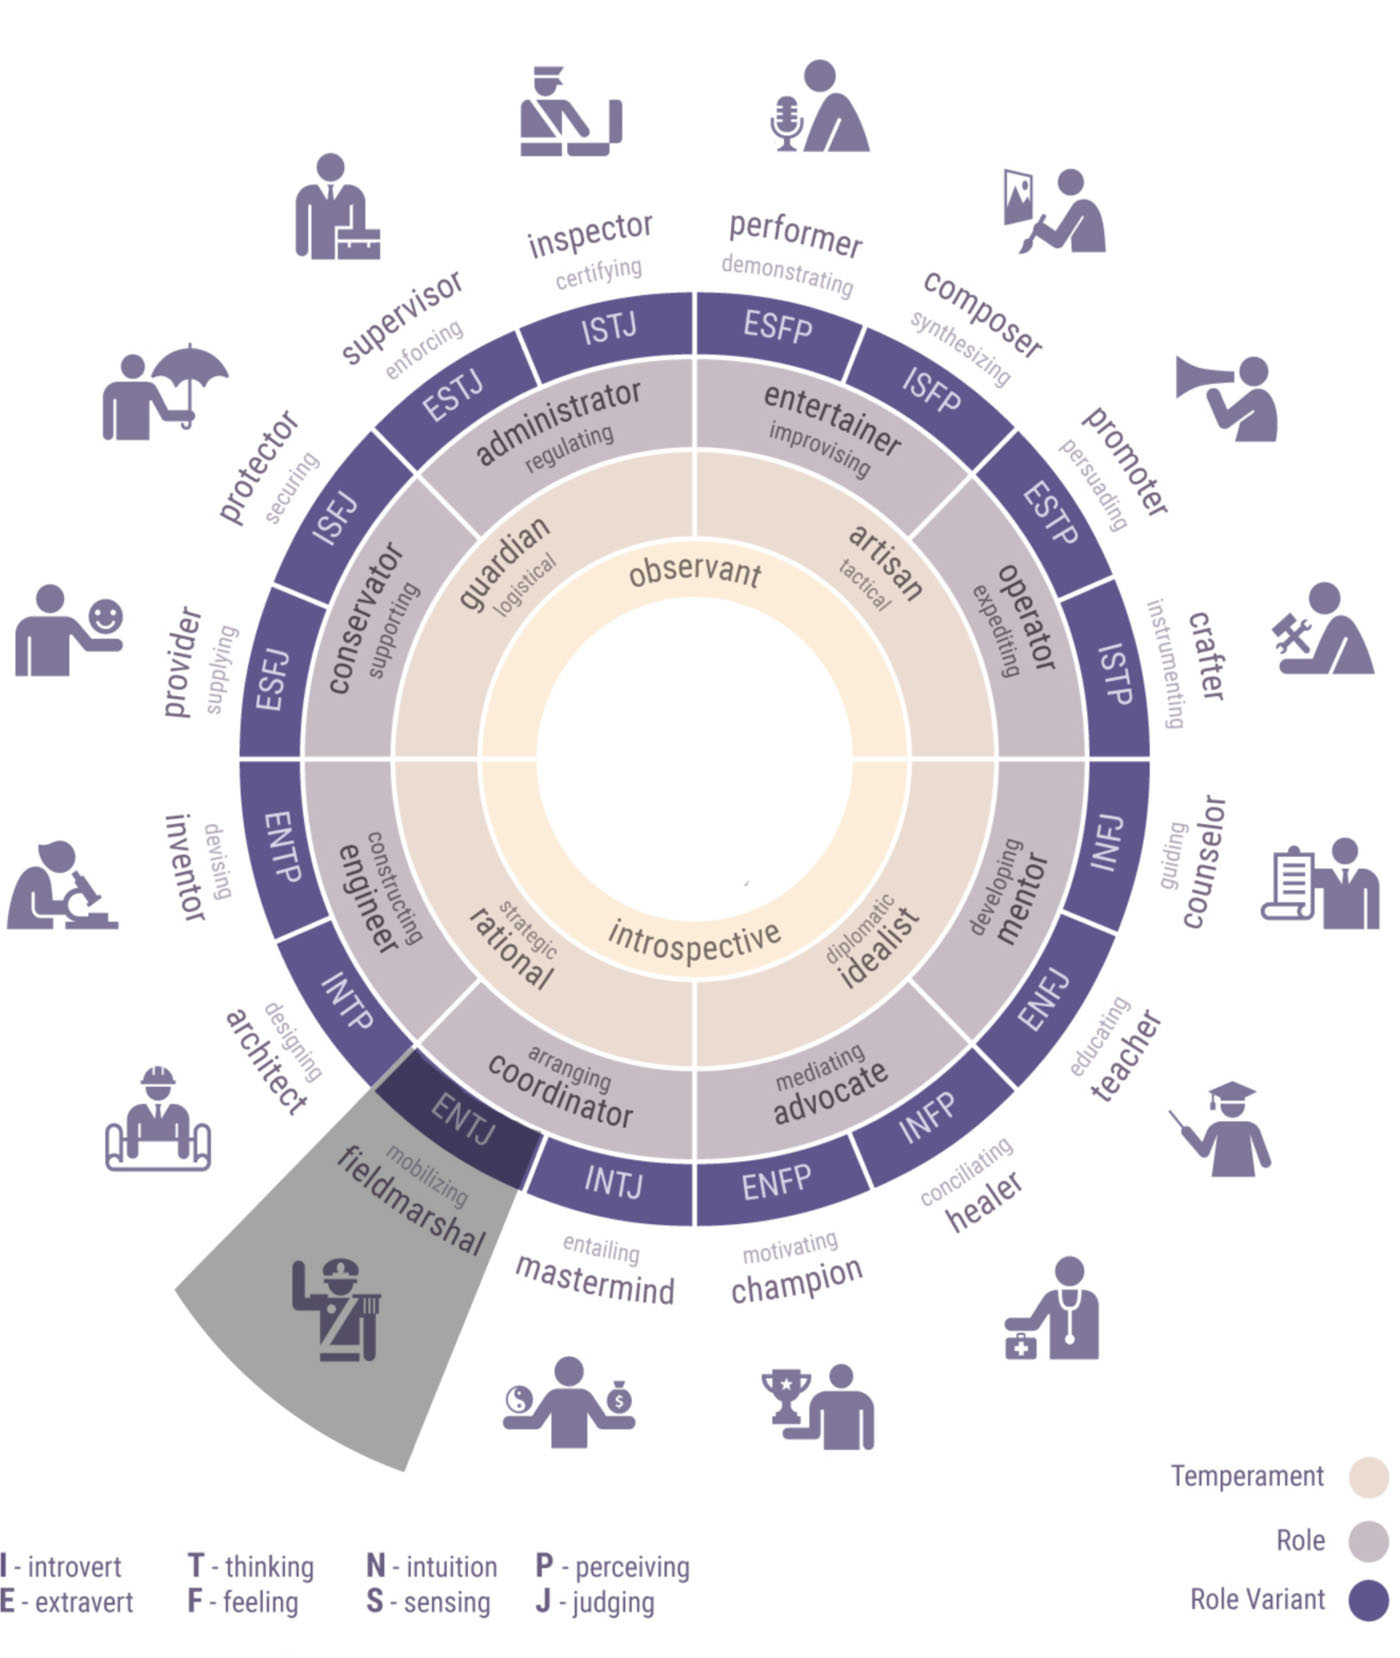 inspector
certifying
performer
demonstrating
supervisor
enforcing
composer
synthesizing
protector
securing
promoter
persuading
provider
supplying
crafter
instrumenting
ISTJ
ESFP
ESTJ
ISFP
ISFJ
ESTP
ESFJ
ISTP
administrator
regulating
entertainer
improvising
conservator
supporting
operator
expediting
guardian
logistical
artisan
tactical
observant
introspective
strategic
rational
diplomatic
idealist
constructing
engineer
developing
mentor
arranging
coordinator
mediating
advocate
ENTP
INFJ
INTP
ENFJ
ENTJ
INFP
INTJ
ENFP
devising
inventor
guiding
counselor
designing
architect
educating
teacher
mobilizing
fieldmarshal
conciliating
healer
entailing
mastermind
motivating
champion
$
Temperament
Role
Role Variant
I - introvert
E - extravert
T - thinking
F - feeling
N - intuition
S - sensing
P - perceiving
J - judging